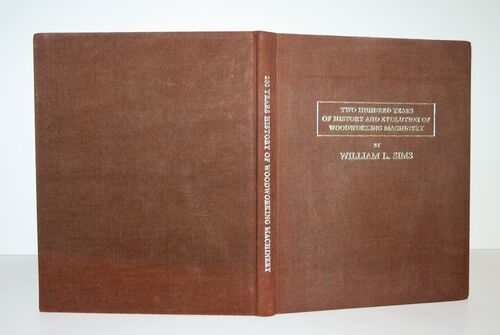 200 YEARS HISTORY OF WOODWORKING MACHINERY
TWO HUNDRED YEARS
OF HISTORY AND EVOLUTION OF
WOODWORKING MACHINERY
BY
WILLIAM L. SIMS